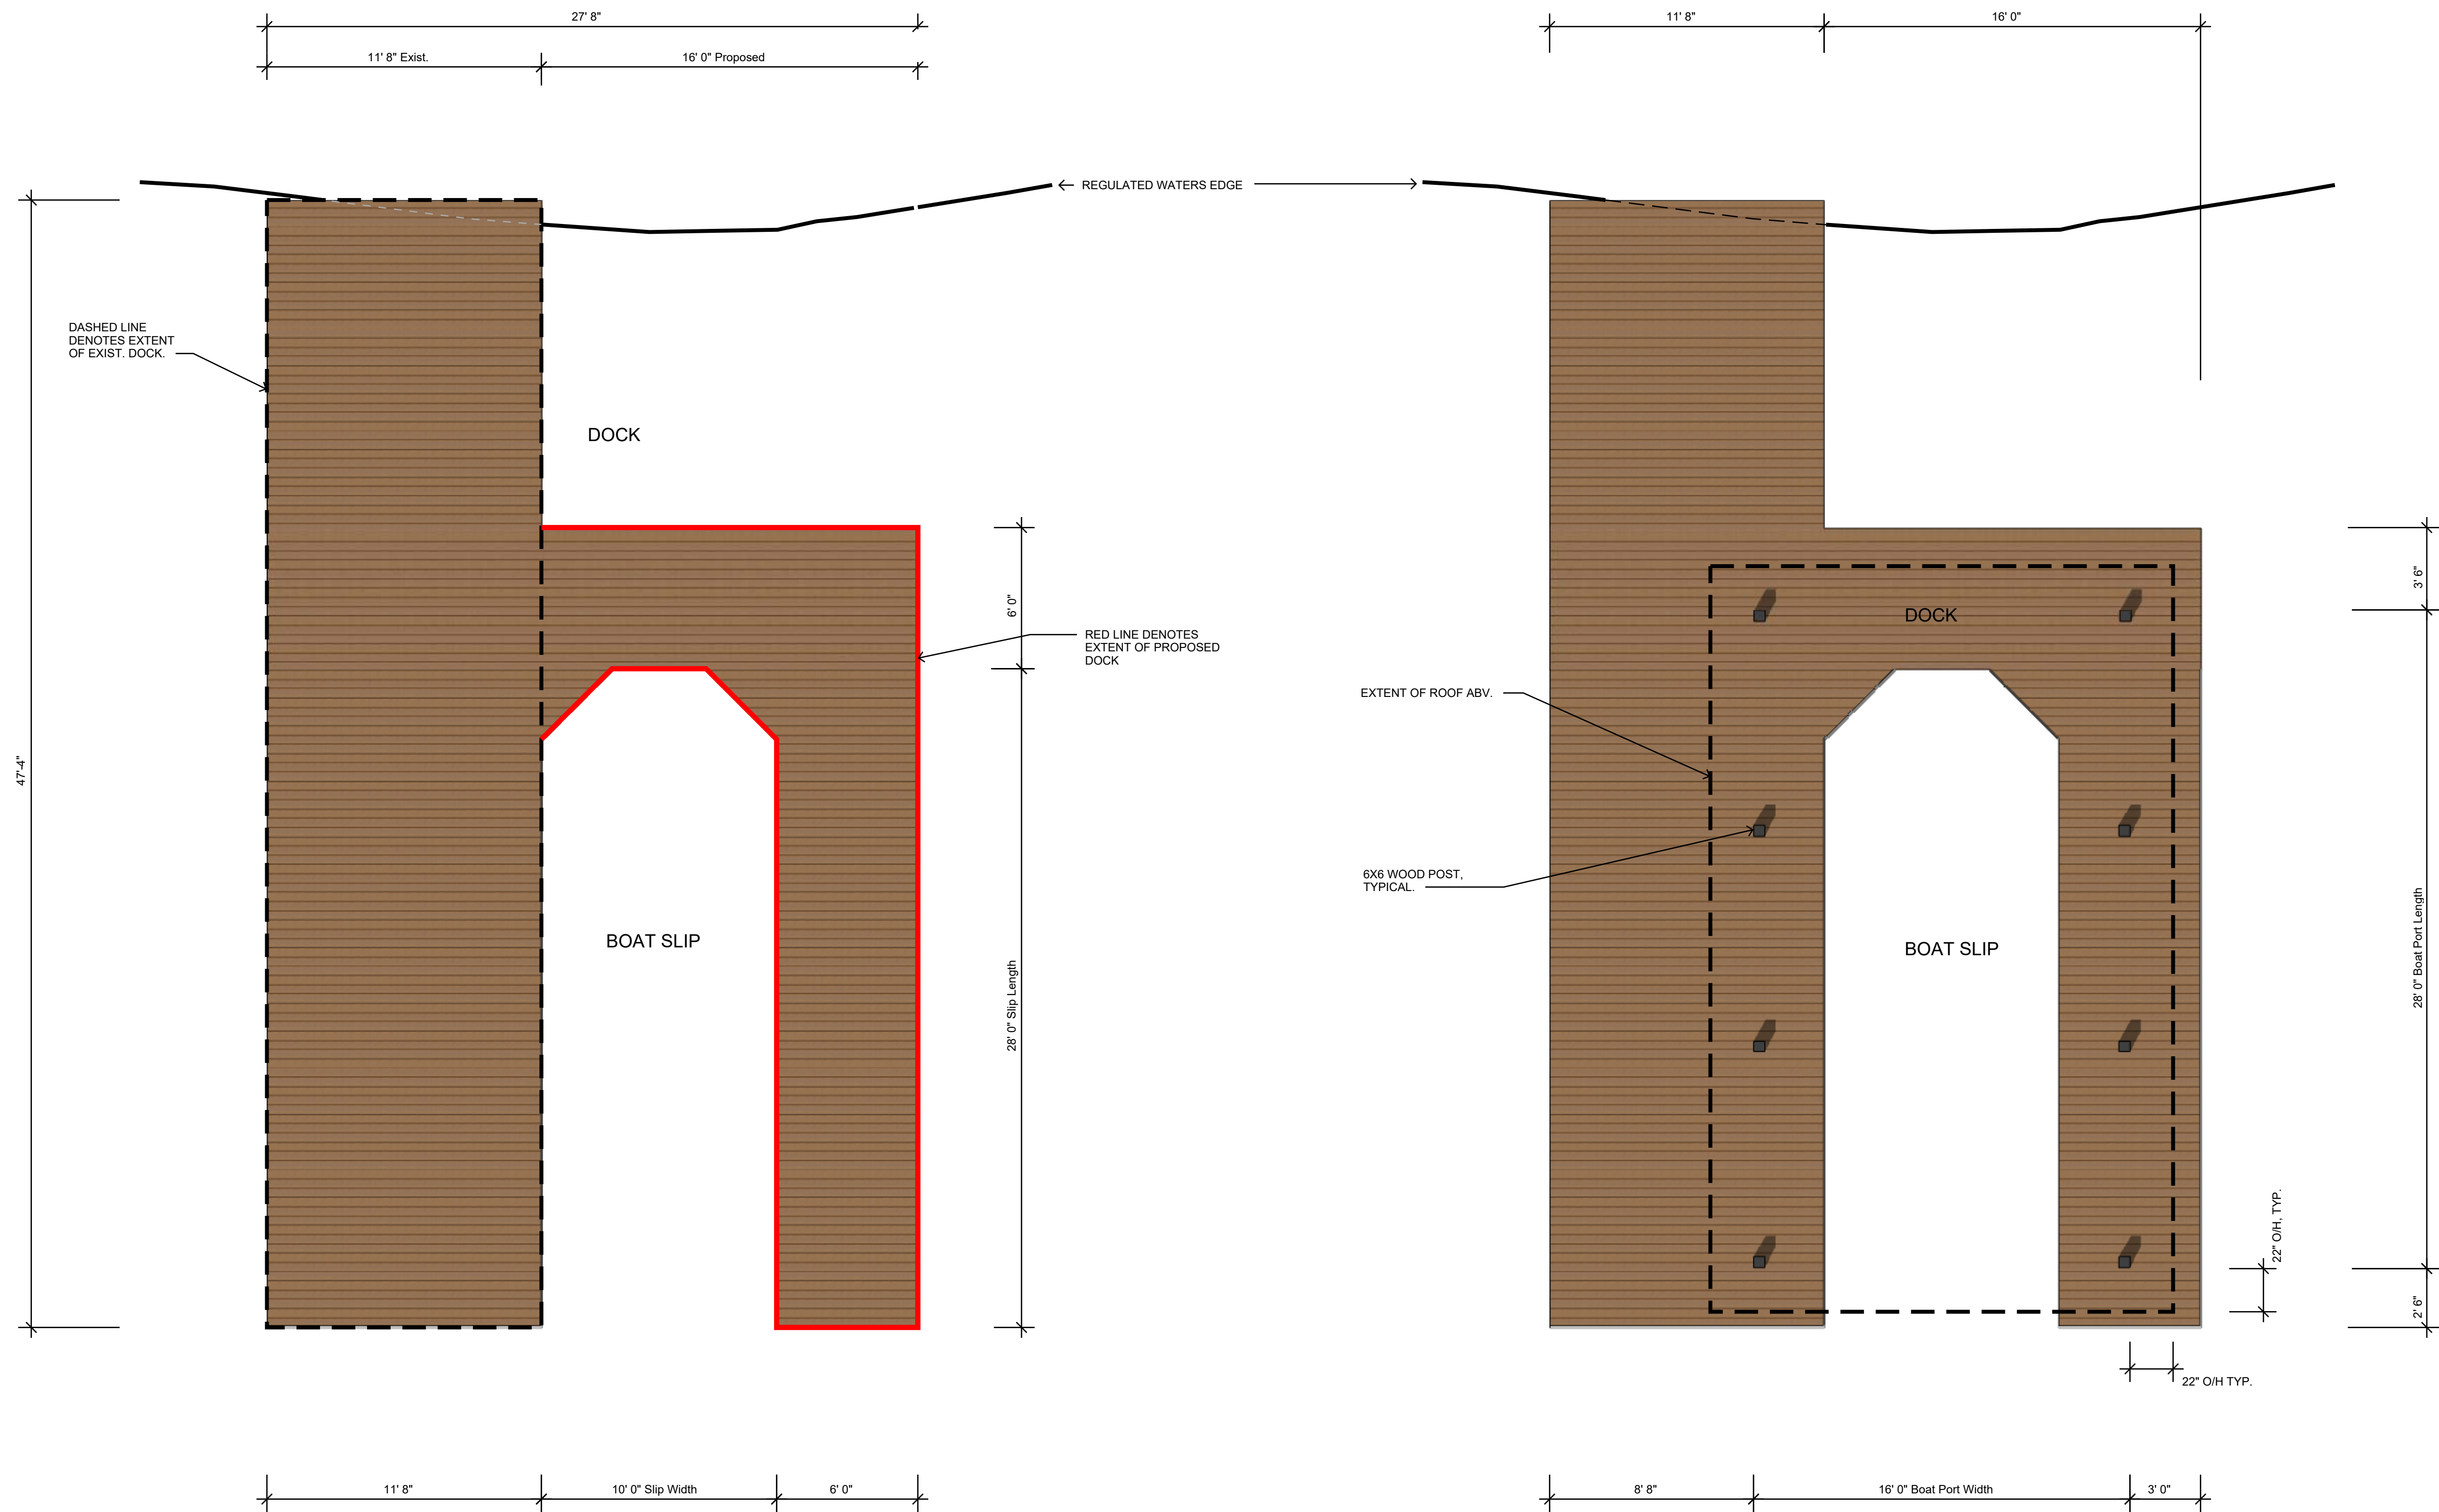 27' 8"
11' 8" Exist.
16' 0" Proposed
11' 8"
16' 0"
REGULATED WATERS EDGE
DASHED LINE
DENOTES EXTENT
OF EXIST. DOCK.
DOCK
47'-4"
6' 0"
RED LINE DENOTES
EXTENT OF PROPOSED
DOCK
BOAT SLIP
28' 0" Slip Length
11' 8"
10' 0" Slip Width
6' 0"
3' 6"
DOCK
EXTENT OF ROOF ABV.
6X6 WOOD POST,
TYPICAL.
BOAT SLIP
28' 0" Boat Port Length
22" O/H, TYP.
2' 6"
22" O/H TYP.
8' 8"
16' 0" Boat Port Width
3' 0"